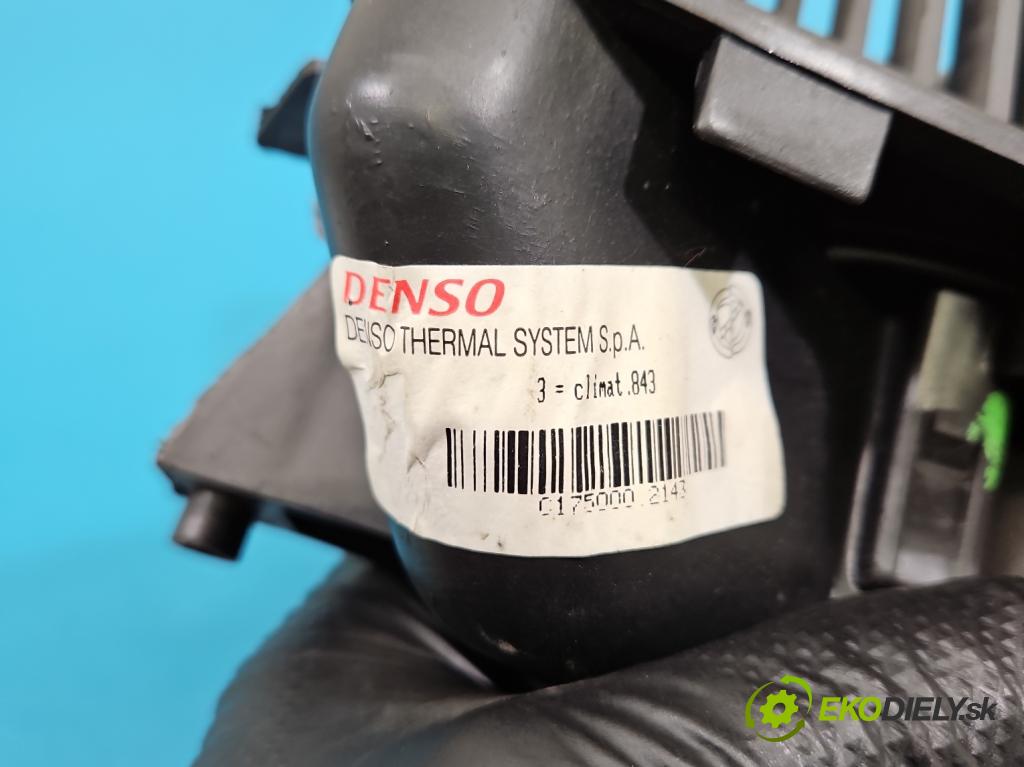 DENSO
DENSO THERMAL SYSTEM S.p.A.
3 = climat.843
C175000 2143
EKODIELY.sk